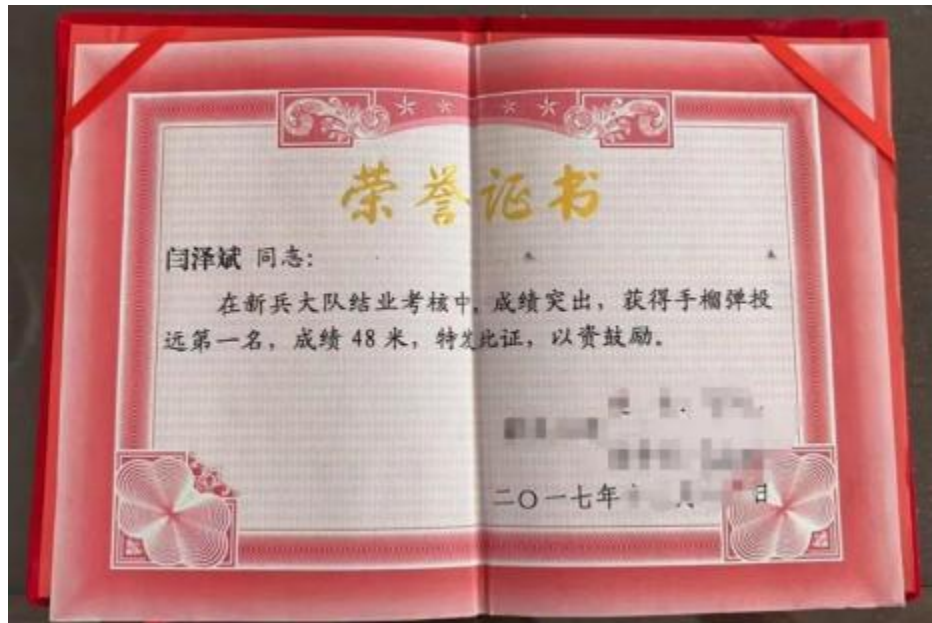 荣誉证书
闫泽斌 同志：
在新兵大队结业考核中，成绩突出，获得手榴弹投
远第一名，成绩 48 米，特发此证，以资鼓励。
二〇一七年 月 日